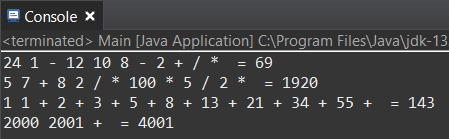 Console
<terminated> Main [Java Application] C:\Program Files\Java\jdk-13
24 1 - 12 10 8 - 2 + / *  = 69
5 7 + 8 2 / * 100 * 5 / 2 *  = 1920
1 1 + 2 + 3 + 5 + 8 + 13 + 21 + 34 + 55 +  = 143
2000 2001 +  = 4001